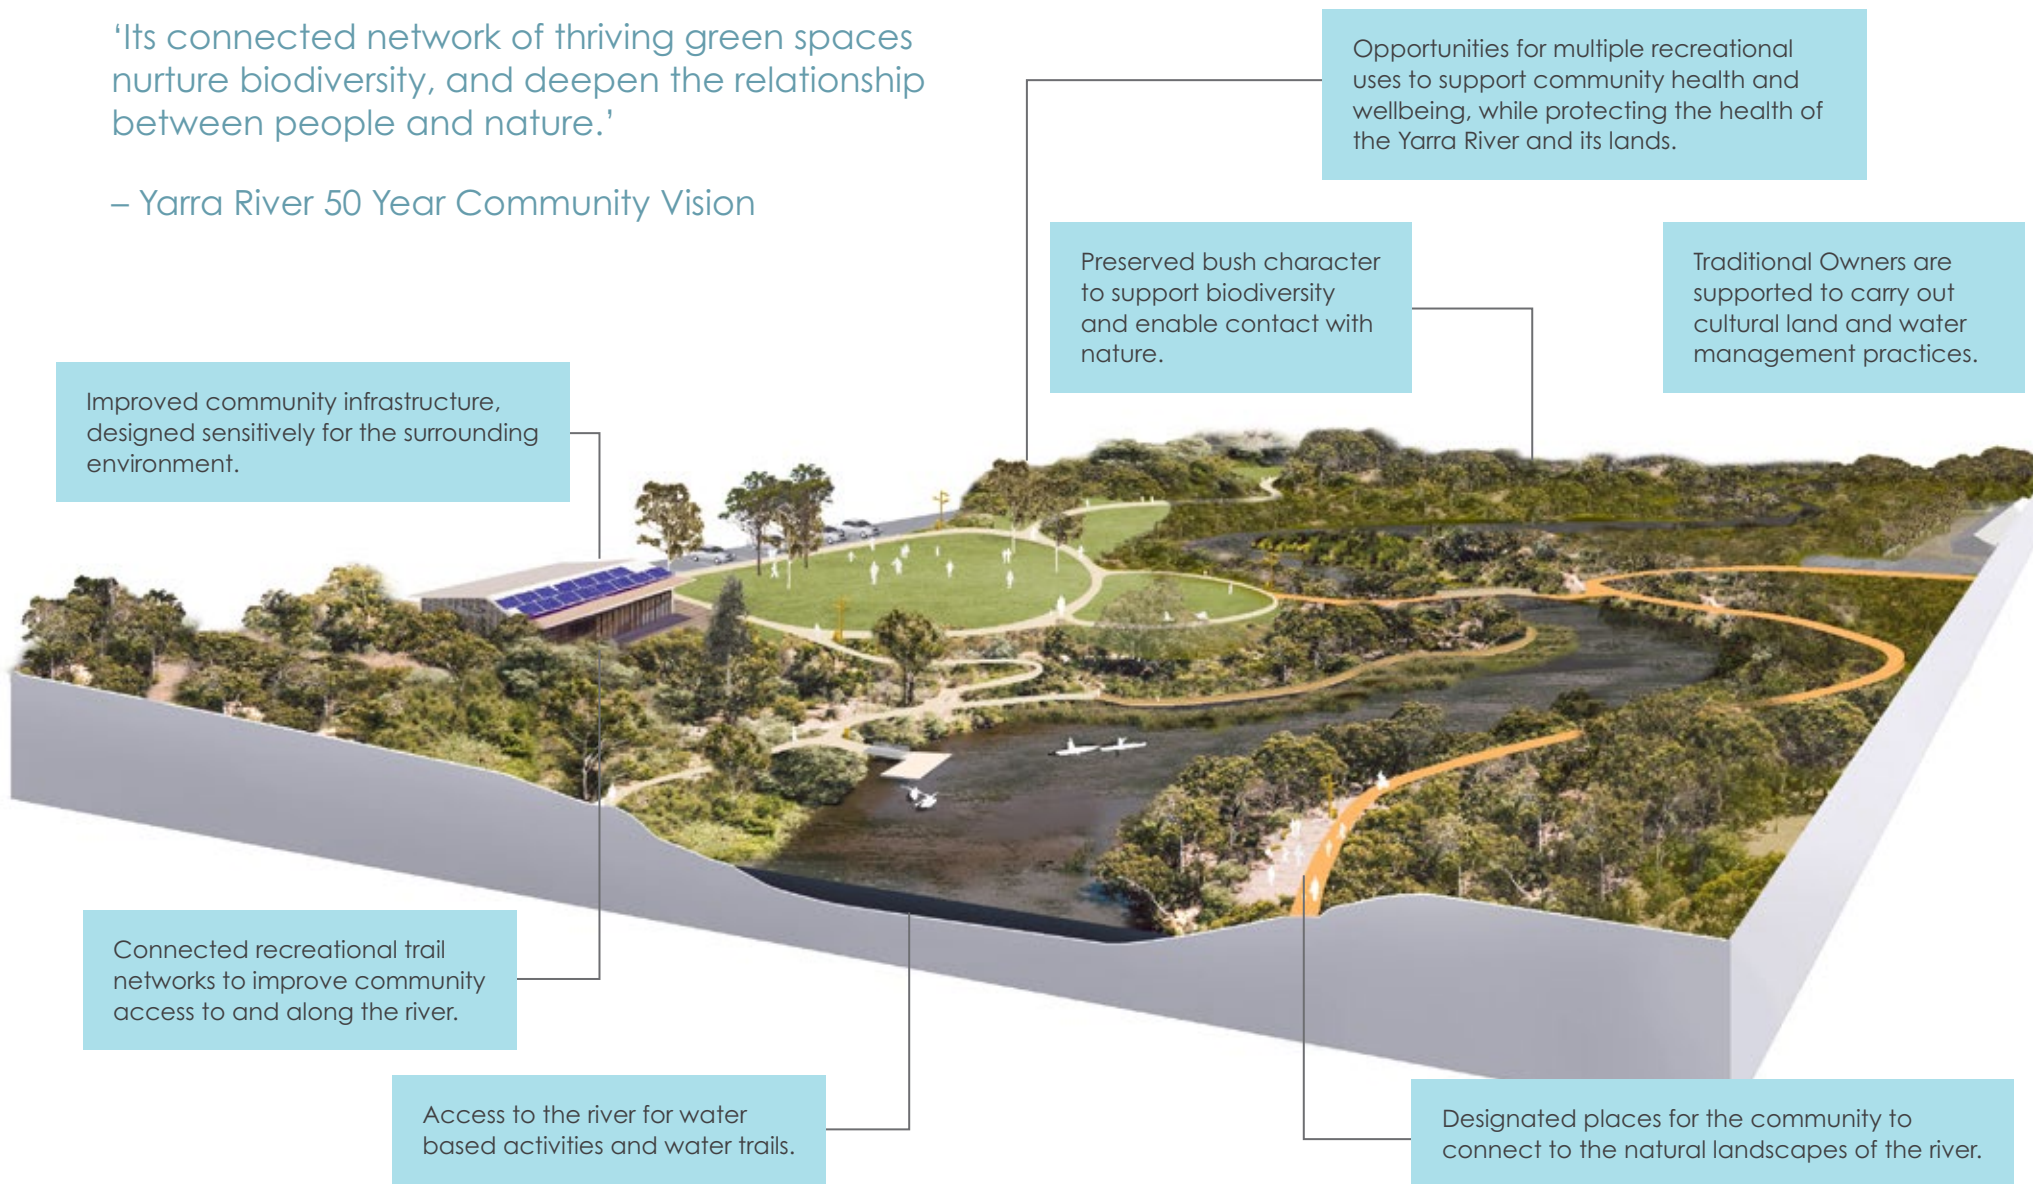 ‘Its connected network of thriving green spaces
nurture biodiversity, and deepen the relationship
between people and nature.’
– Yarra River 50 Year Community Vision
Opportunities for multiple recreational
uses to support community health and
wellbeing, while protecting the health of
the Yarra River and its lands.
Preserved bush character
to support biodiversity
and enable contact with
nature.
Traditional Owners are
supported to carry out
cultural land and water
management practices.
Improved community infrastructure,
designed sensitively for the surrounding
environment.
Connected recreational trail
networks to improve community
access to and along the river.
Access to the river for water
based activities and water trails.
Designated places for the community to
connect to the natural landscapes of the river.